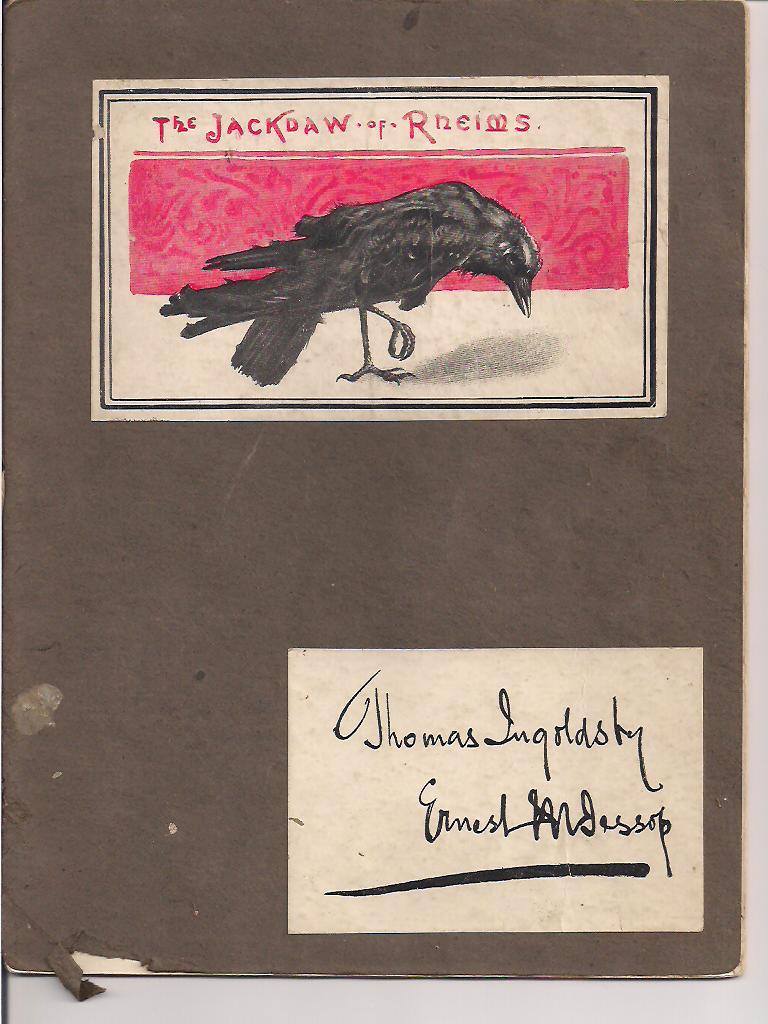 The JACKDAW · of · RHEIMS.
Thomas Ingoldsby
Ernest M Jessop